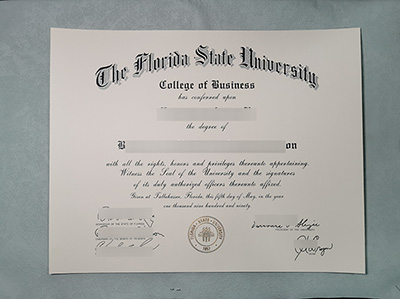 The Florida State University
College of Business
has conferred upon
the degree of
B on
with all the rights, honors and privileges thereunto appertaining.
Witness the Seal of the University and the signatures
of its duly authorized officers thereunto affixed.
Given at Tallahassee, Florida, this fifth day of May, in the year
one thousand nine hundred and ninety.